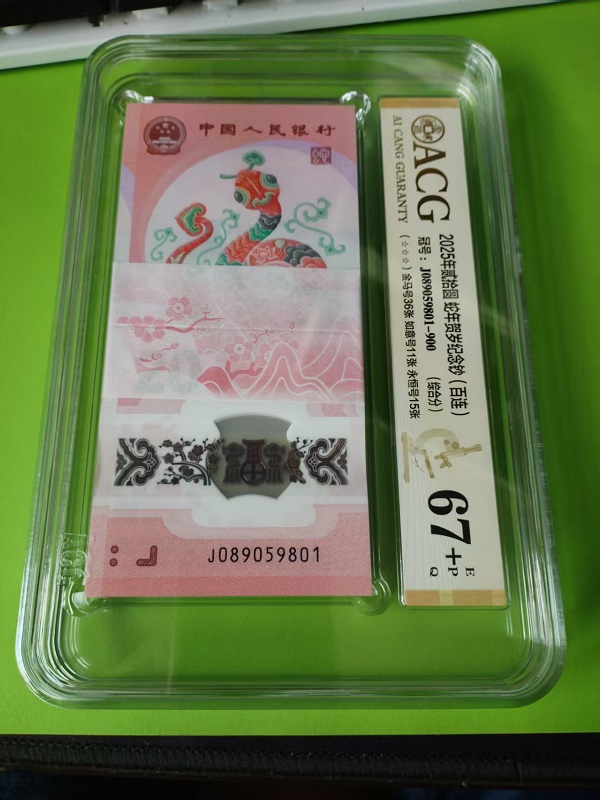 中国人民银行
J089059801
ACG
AI CANG GUARANTY
2025年贰拾圆 蛇年贺岁纪念钞（百连）
冠号：J089059801-900 （综合分）
（☆☆☆）金马号36张 如意号11张 永恒号15张
67+
E
P
Q